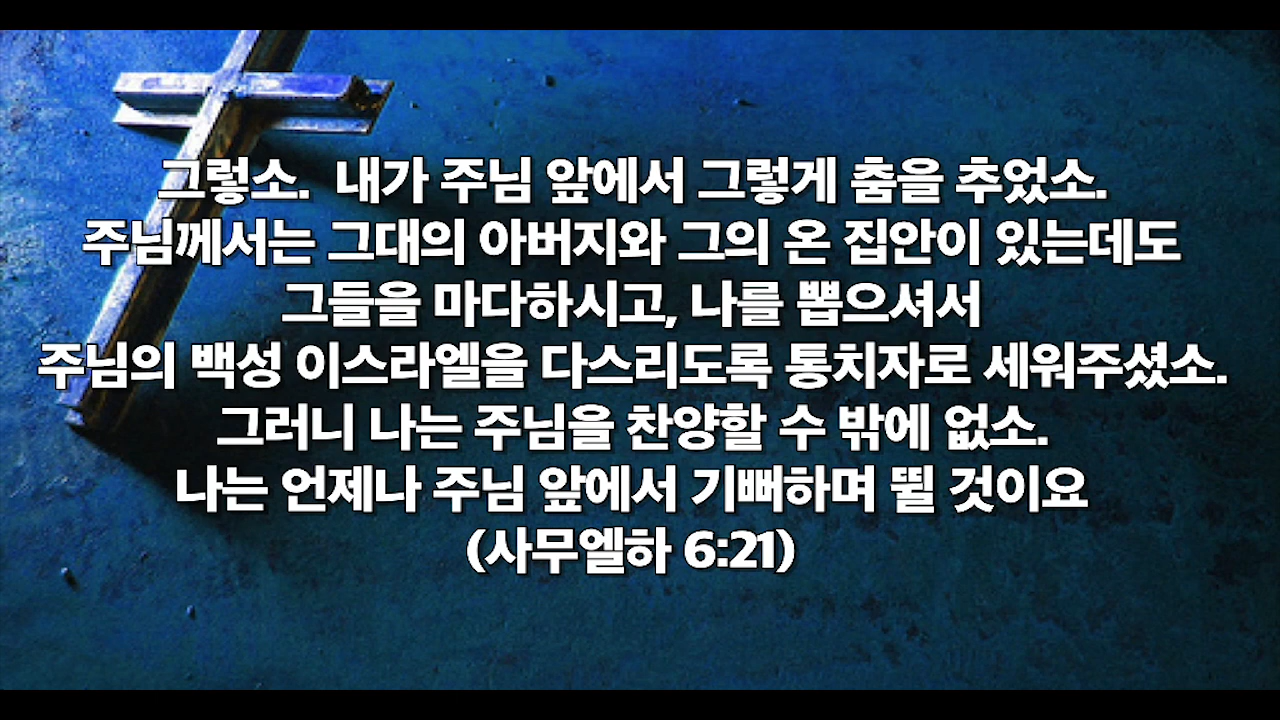 그렇소.  내가 주님 앞에서 그렇게 춤을 추었소.
주님께서는 그대의 아버지와 그의 온 집안이 있는데도
그들을 마다하시고, 나를 뽑으셔서
주님의 백성 이스라엘을 다스리도록 통치자로 세워주셨소.
그러니 나는 주님을 찬양할 수 밖에 없소.
나는 언제나 주님 앞에서 기뻐하며 뛸 것이요
(사무엘하 6:21)